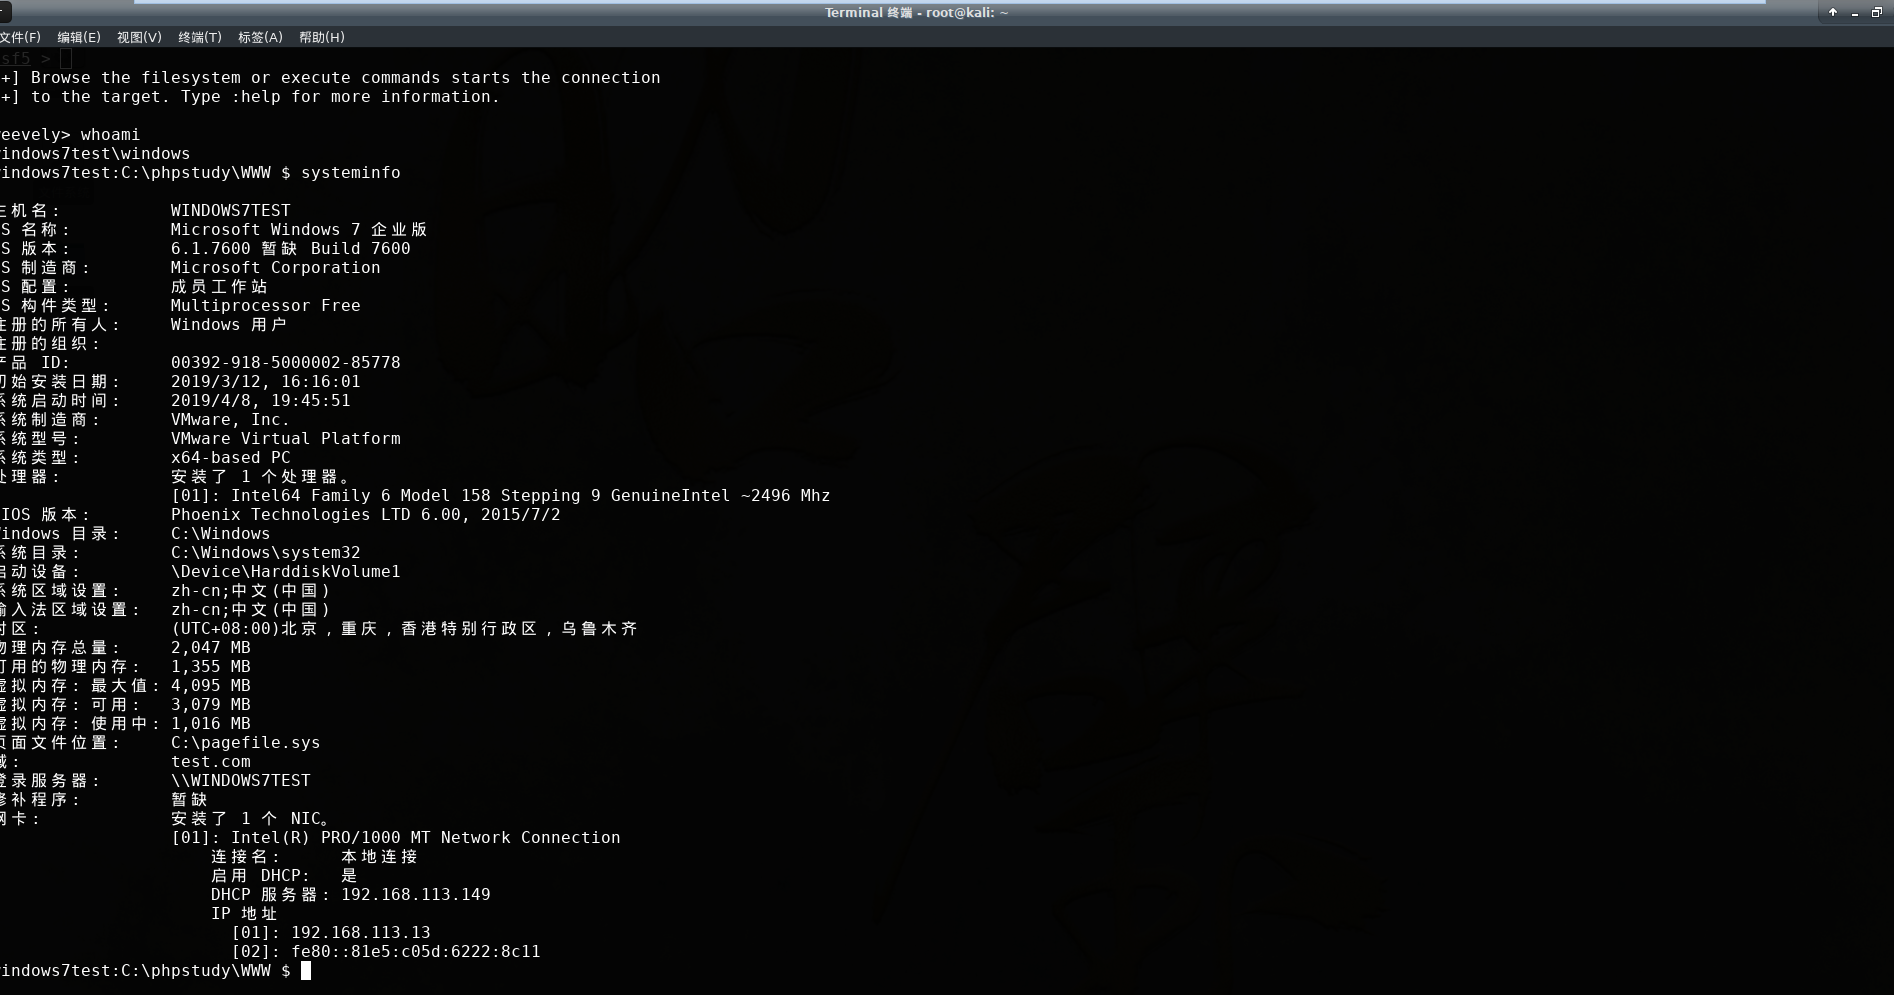 Terminal 终端 - root@kali: ~
文件(F) 编辑(E) 视图(V) 终端(T) 标签(A) 帮助(H)
sf5 >
+] Browse the filesystem or execute commands starts the connection
+] to the target. Type :help for more information.
eevely> whoami
indows7test\windows
indows7test:C:\phpstudy\WWW $ systeminfo
主机名: WINDOWS7TEST
S 名称: Microsoft Windows 7 企业版
S 版本: 6.1.7600 暂缺 Build 7600
S 制造商: Microsoft Corporation
S 配置: 成员工作站
S 构件类型: Multiprocessor Free
注册的所有人: Windows 用户
注册的组织:
产品 ID: 00392-918-5000002-85778
初始安装日期: 2019/3/12, 16:16:01
系统启动时间: 2019/4/8, 19:45:51
系统制造商: VMware, Inc.
系统型号: VMware Virtual Platform
系统类型: x64-based PC
处理器: 安装了 1 个处理器。
[01]: Intel64 Family 6 Model 158 Stepping 9 GenuineIntel ~2496 Mhz
IOS 版本: Phoenix Technologies LTD 6.00, 2015/7/2
indows 目录: C:\Windows
系统目录: C:\Windows\system32
启动设备: \Device\HarddiskVolume1
系统区域设置: zh-cn;中文(中国)
输入法区域设置: zh-cn;中文(中国)
时区: (UTC+08:00)北京，重庆，香港特别行政区，乌鲁木齐
物理内存总量: 2,047 MB
可用的物理内存: 1,355 MB
虚拟内存: 最大值: 4,095 MB
虚拟内存: 可用: 3,079 MB
虚拟内存: 使用中: 1,016 MB
页面文件位置: C:\pagefile.sys
域: test.com
登录服务器: \\WINDOWS7TEST
修补程序: 暂缺
网卡: 安装了 1 个 NIC。
[01]: Intel(R) PRO/1000 MT Network Connection
连接名: 本地连接
启用 DHCP: 是
DHCP 服务器: 192.168.113.149
IP 地址
[01]: 192.168.113.13
[02]: fe80::81e5:c05d:6222:8c11
indows7test:C:\phpstudy\WWW $